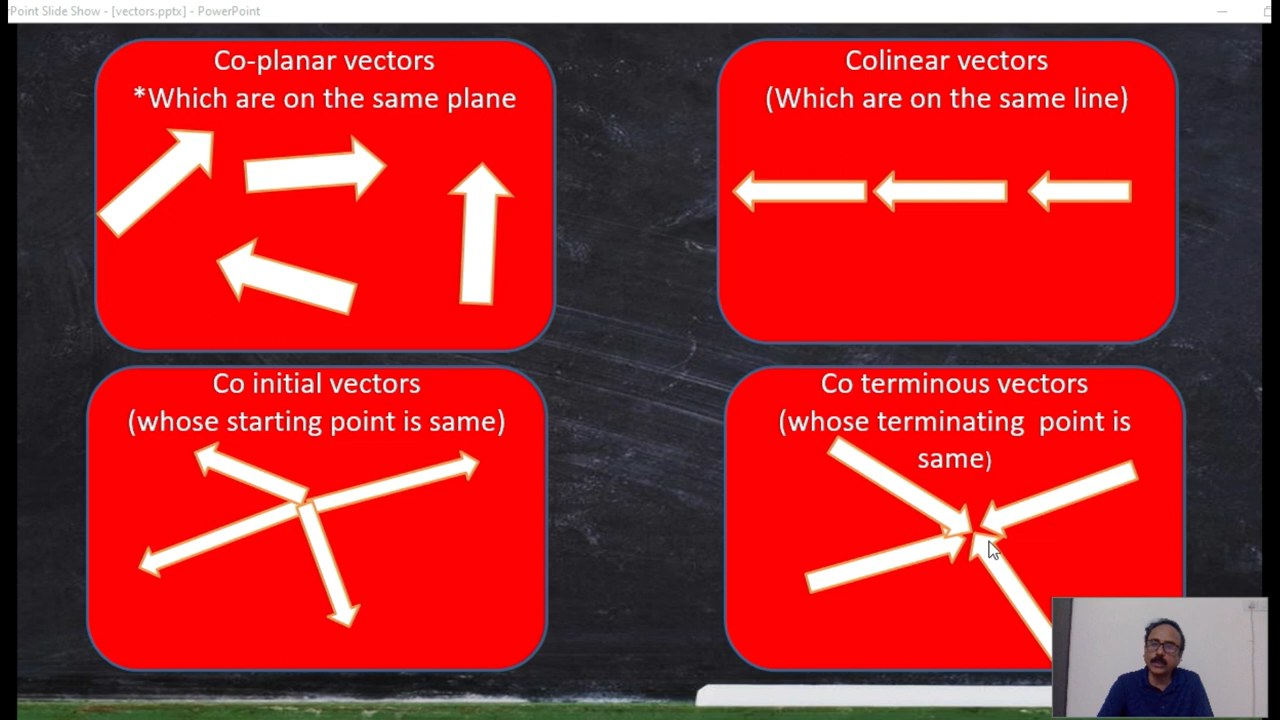 Point Slide Show - [vectors.pptx] - PowerPoint
Co-planar vectors
*Which are on the same plane
Colinear vectors
(Which are on the same line)
Co initial vectors
(whose starting point is same)
Co terminous vectors
(whose terminating point is
same)